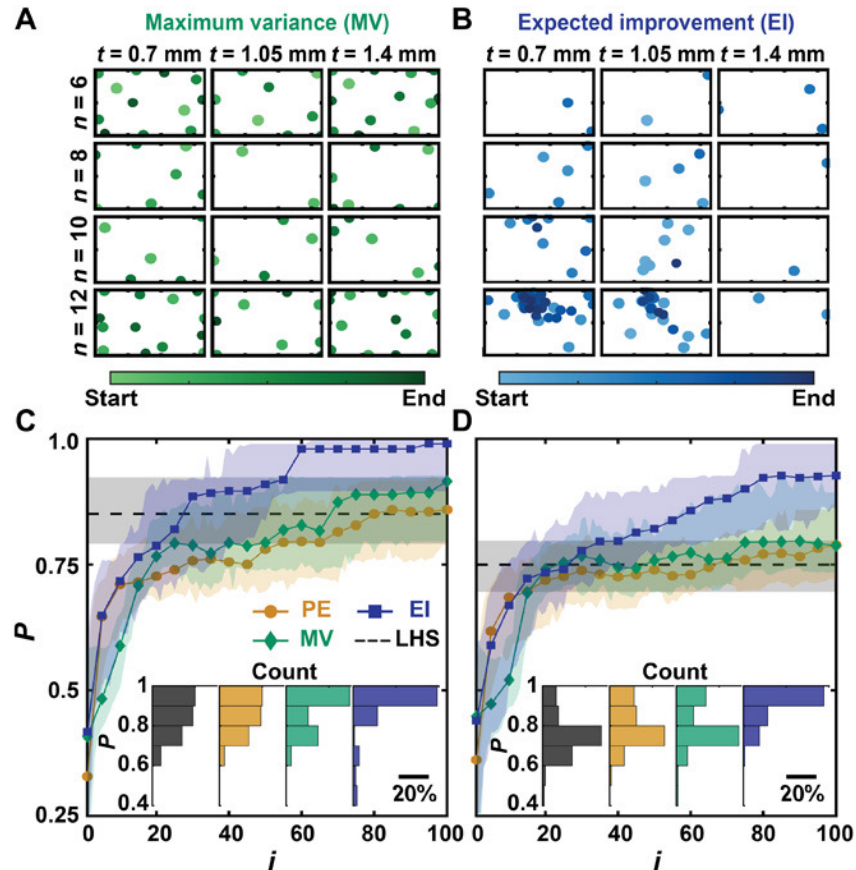 A
Maximum variance (MV)
t = 0.7 mm t = 1.05 mm t = 1.4 mm
n = 6
n = 8
n = 10
n = 12
Start
End
B
Expected improvement (EI)
t = 0.7 mm t = 1.05 mm t = 1.4 mm
Start
End
C
1.0
0.75
0.5
0.25
P
PE EI
MV LHS
Count
1
0.8
0.6
0.4
P
20%
0 20 40 60 80 100
i
D
Count
1
0.8
0.6
0.4
P
20%
0 20 40 60 80 100
i